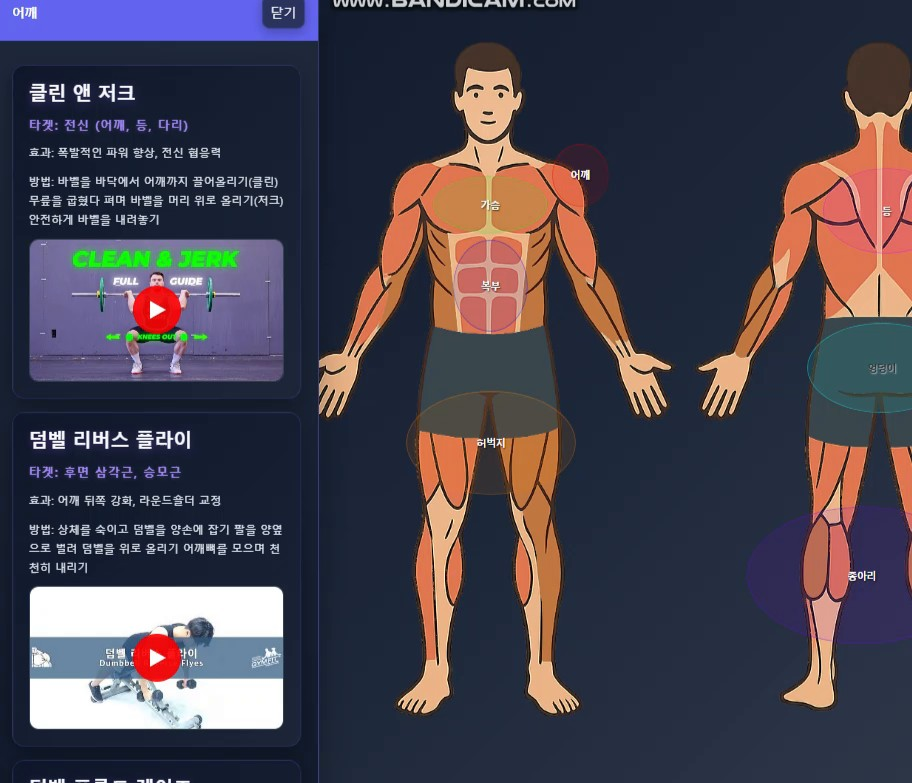 어깨
닫기
WWW.BANDICAM.COM
클린 앤 저크
타겟: 전신 (어깨, 등, 다리)
효과: 폭발적인 파워 향상, 전신 협응력
방법: 바벨을 바닥에서 어깨까지 끌어올리기(클린)
무릎을 굽혔다 펴며 바벨을 머리 위로 올리기(저크)
안전하게 바벨을 내려놓기
CLEAN & JERK
FULL GUIDE
KNEES OUT
덤벨 리버스 플라이
타겟: 후면 삼각근, 승모근
효과: 어깨 뒤쪽 강화, 라운드숄더 교정
방법: 상체를 숙이고 덤벨을 양손에 잡기 팔을 양옆
으로 벌려 덤벨을 위로 올리기 어깨뼈를 모으며 천
천히 내리기
덤벨
Flyes
어깨
가슴
등
복부
엉덩이
허벅지
종아리